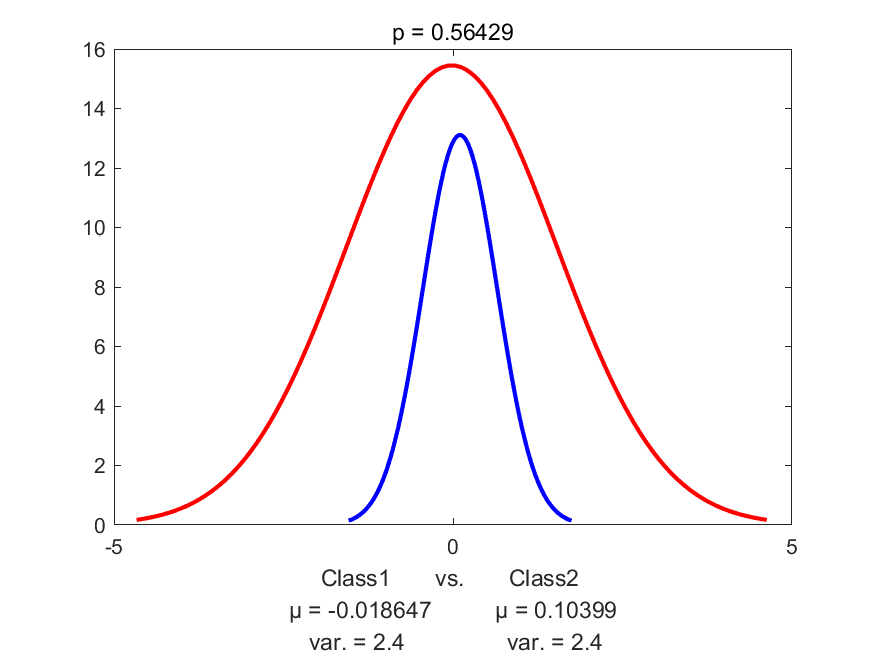 p = 0.56429
16
14
12
10
8
6
4
2
0
-5 0 5
Class1 vs. Class2
μ = -0.018647 μ = 0.10399
var. = 2.4 var. = 2.4